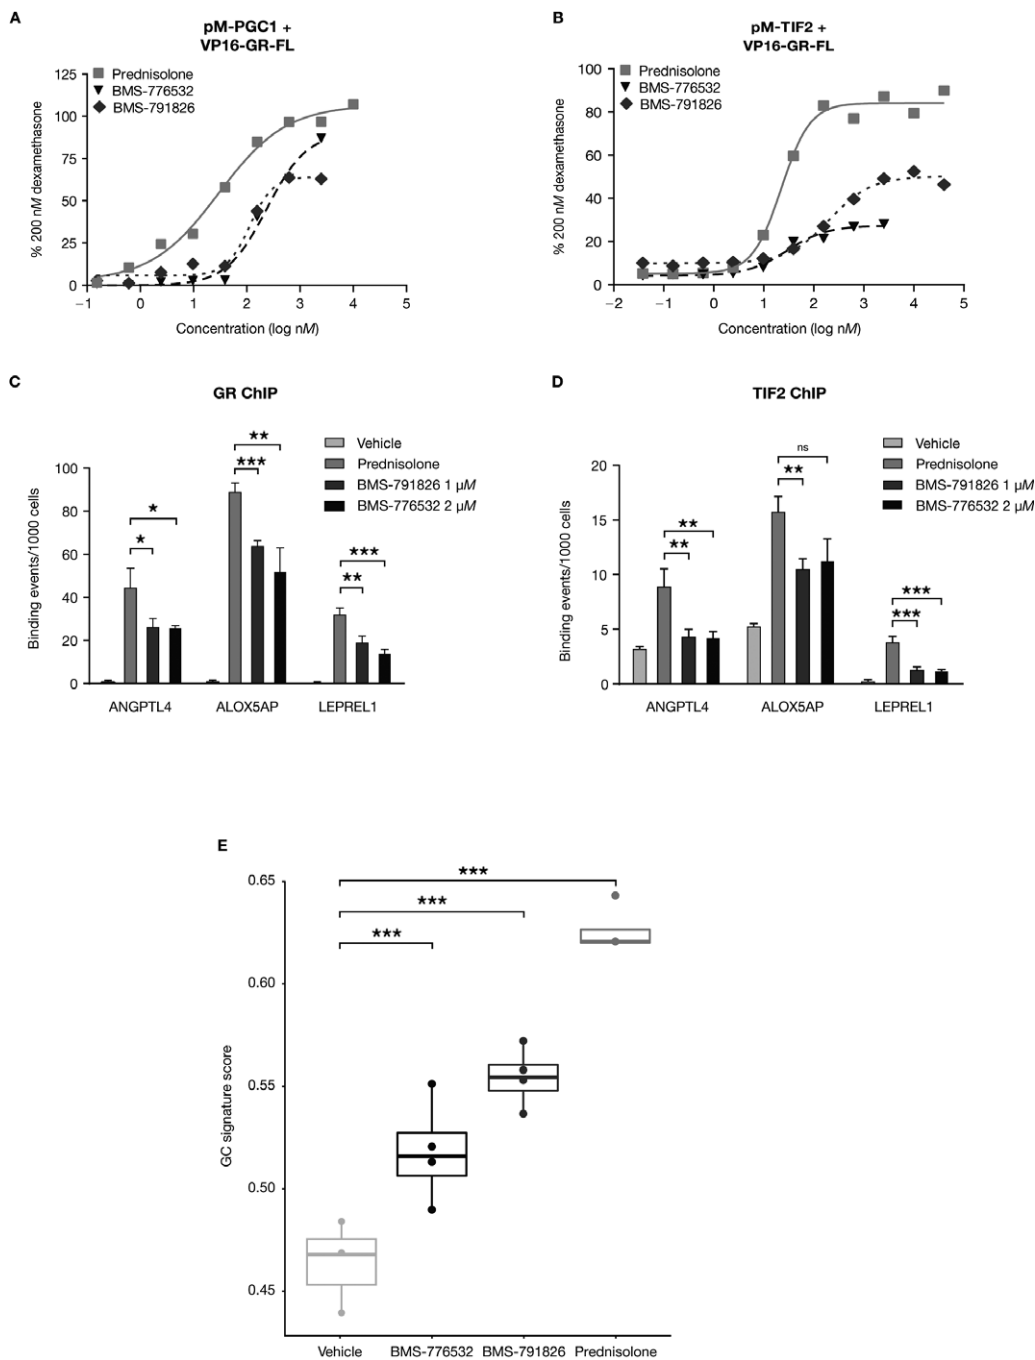 A
pM-PGC1 +
VP16-GR-FL
Prednisolone
BMS-776532
BMS-791826
125
100
75
50
25
0
% 200 nM dexamethasone
−1 0 1 2 3 4 5
Concentration (log nM)
B
pM-TIF2 +
VP16-GR-FL
Prednisolone
BMS-776532
BMS-791826
100
80
60
40
20
0
% 200 nM dexamethasone
−2 −1 0 1 2 3 4 5
Concentration (log nM)
C
GR ChIP
Vehicle
Prednisolone
BMS-791826 1 μM
BMS-776532 2 μM
100
80
60
40
20
0
Binding events/1000 cells
* *
*** **
** ***
ANGPTL4 ALOX5AP LEPREL1
D
TIF2 ChIP
Vehicle
Prednisolone
BMS-791826 1 μM
BMS-776532 2 μM
20
15
10
5
0
Binding events/1000 cells
** **
** ns
*** ***
ANGPTL4 ALOX5AP LEPREL1
E
0.65
0.60
0.55
0.50
0.45
GC signature score
***
***
***
Vehicle BMS-776532 BMS-791826 Prednisolone